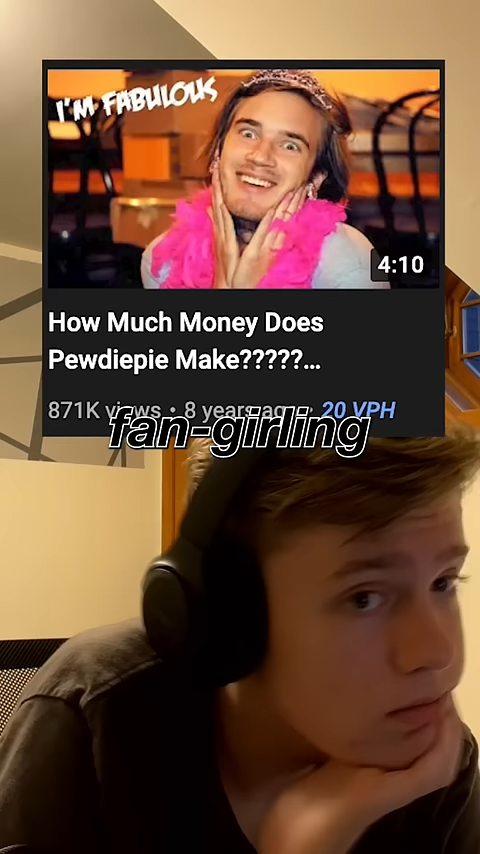 I'M FABULOUS
4:10
How Much Money Does
Pewdiepie Make?????...
871K views • 8 years ago • 20 VPH
fan-girling